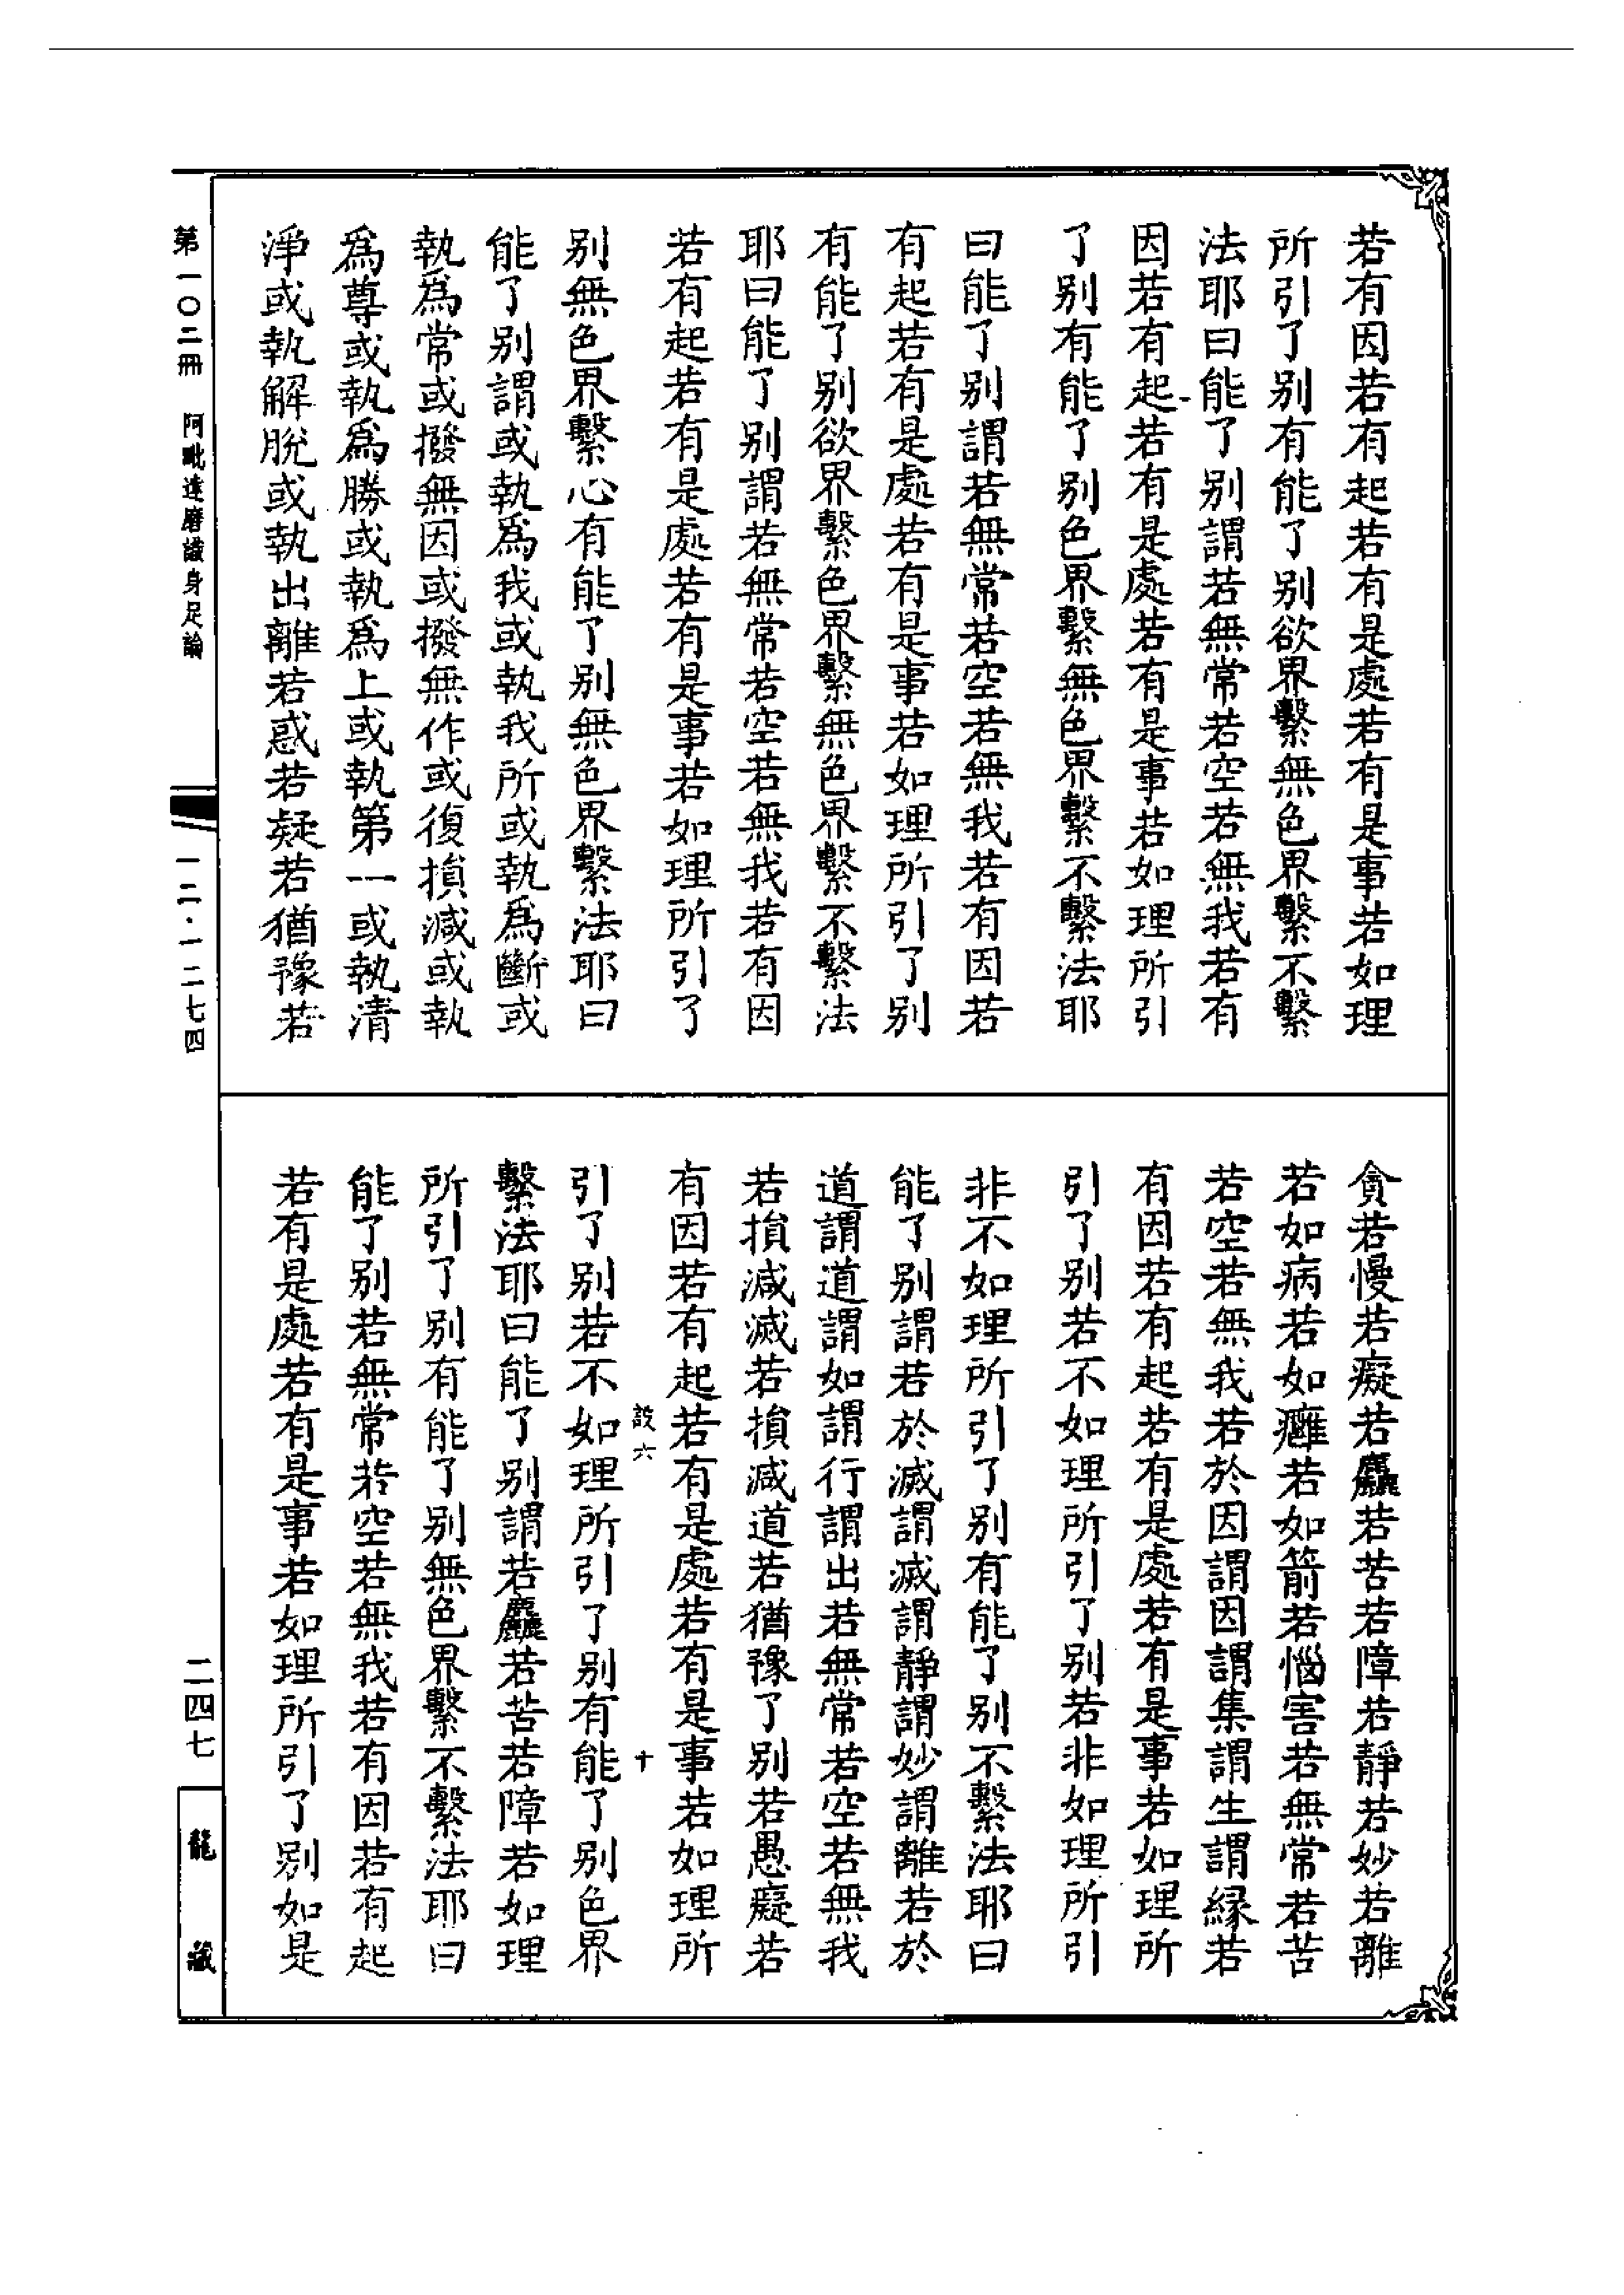 若有因若有起若有是處若有是事若如理
所引了别有能了别欲界繫無色界繫不繫
法耶曰能了别謂若無常若空若無我若有
因若有起若有是處若有是事若如理所引
了别有能了别色界繫無色界繫不繫法耶
曰能了别謂若無常若空若無我若有因若
有起若有是處若有是事若如理所引了别
有能了别欲界繫色界繫無色界繫不繫法
耶曰能了别謂若無常若空若無我若有因
若有起若有是處若有是事若如理所引了
别無色界繫心有能了别無色界繫法耶曰
能了别謂或執爲我或執我所或執爲斷或
執爲常或撥無因或撥無作或復損減或執
爲尊或執爲勝或執爲上或執第一或執清
淨或執解脫或執出離若惑若疑若猶豫若
貪若慢若癡若麤若苦若障若靜若妙若離
若如病若如癰若如箭若惱害若無常若苦
若空若無我若於因謂因謂集謂生謂緣若
有因若有起若有是處若有是事若如理所
引了别若不如理所引了别若非如理所引
非不如理所引了别有能了别不繫法耶曰
能了别謂若於滅謂滅謂靜謂妙謂離若於
道謂道謂如謂行謂出若無常若空若無我
若損減滅若損減道若猶豫了别若愚癡若
有因若有起若有是處若有是事若如理所
設六 十
引了别若不如理所引了别有能了别色界
繫法耶曰能了别謂若麤若苦若障若如理
所引了别有能了别無色界繫不繫法耶曰
能了别若無常若空若無我若有因若有起
若有是處若有是事若如理所引了别如是
第一〇二冊 阿毗達磨識身足論
一二·一二七四
二四七
龍藏